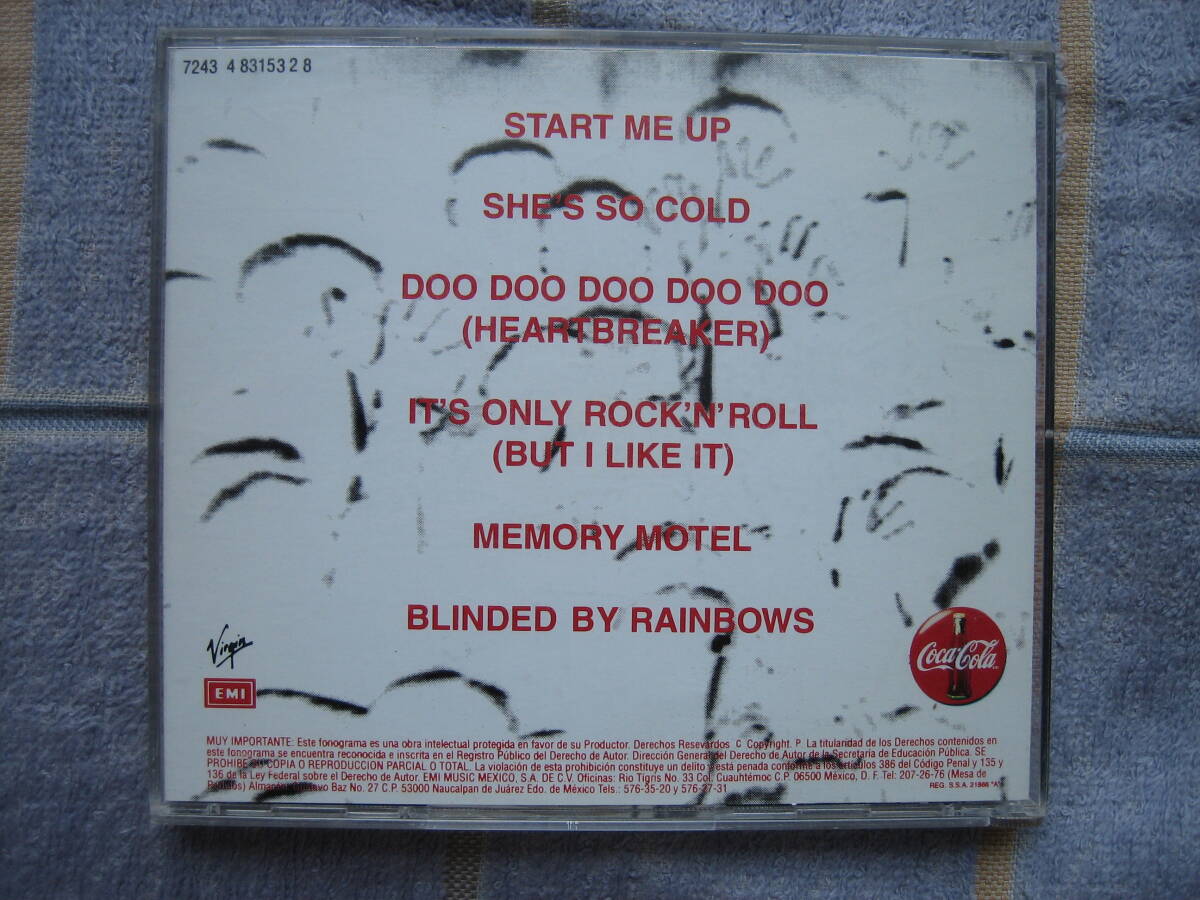 7243 4 83153 2 8
START ME UP
SHE'S SO COLD
DOO DOO DOO DOO DOO
(HEARTBREAKER)
IT'S ONLY ROCK'N'ROLL
(BUT I LIKE IT)
MEMORY MOTEL
BLINDED BY RAINBOWS
Virgin
EMI
Coca-Cola
MUY IMPORTANTE: Este fonograma es una obra intelectual protegida en favor de su Productor. Derechos Resevardos C Copyright. P La titularidad de los Derechos contenidos en
este fonograma se encuentra reconocida e inscrita en el Registro Público del Derecho de Autor. Dirección General del Derecho de Autor de la Secretaría de Educación Pública. SE
PROHIBE SU COPIA O REPRODUCCION PARCIAL O TOTAL. La violación de esta prohibición constituye un delito y está penada conforme a los artículos 386 del Código Penal y 135 y
136 de la Ley Federal sobre el Derecho de Autor. EMI MUSIC MEXICO, S.A. DE C.V. Oficinas: Rio Tigris No. 33 Col. Cuauhtémoc C.P. 06500 México, D. F. Tel: 207-26-76 (Mesa de
Pedidos) Almacén: Gustavo Baz No. 27 C.P. 53000 Naucalpan de Juárez Edo. de México Tels.: 576-35-20 y 576-27-31
REG. S.S.A. 21886 "A"